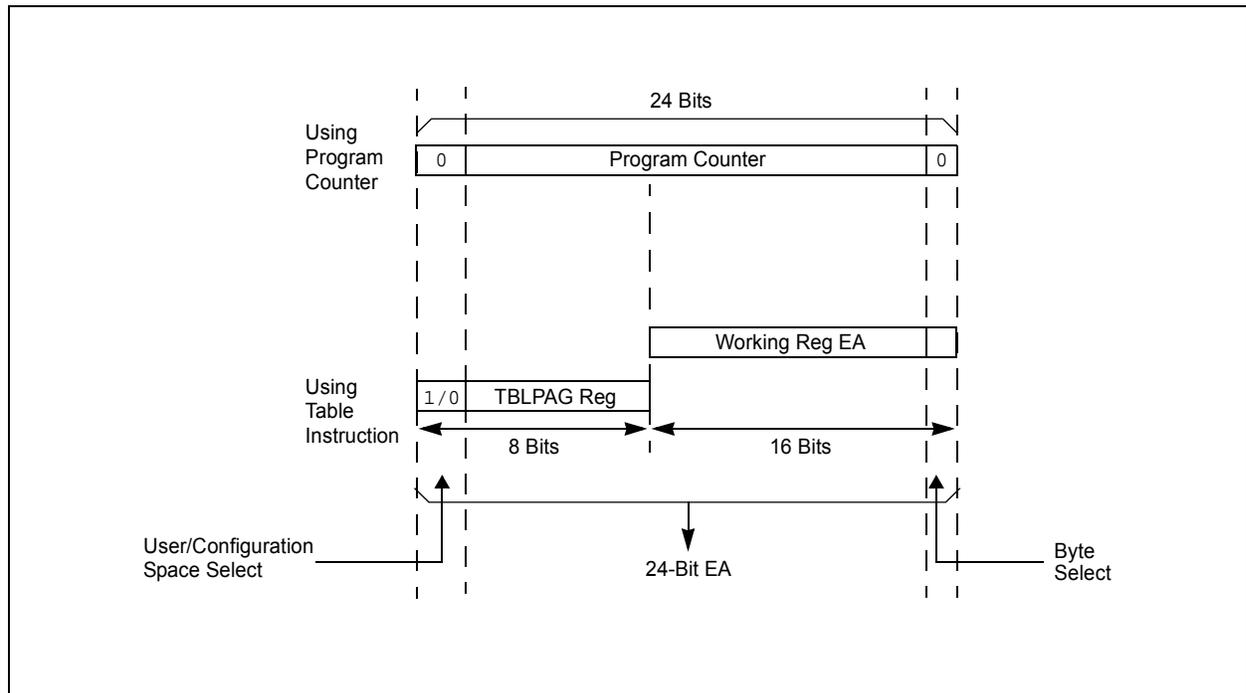 24 Bits
Using
Program
Counter
0
Program Counter
0
Working Reg EA
Using
Table
Instruction
1/0
TBLPAG Reg
8 Bits
16 Bits
User/Configuration
Space Select
24-Bit EA
Byte
Select